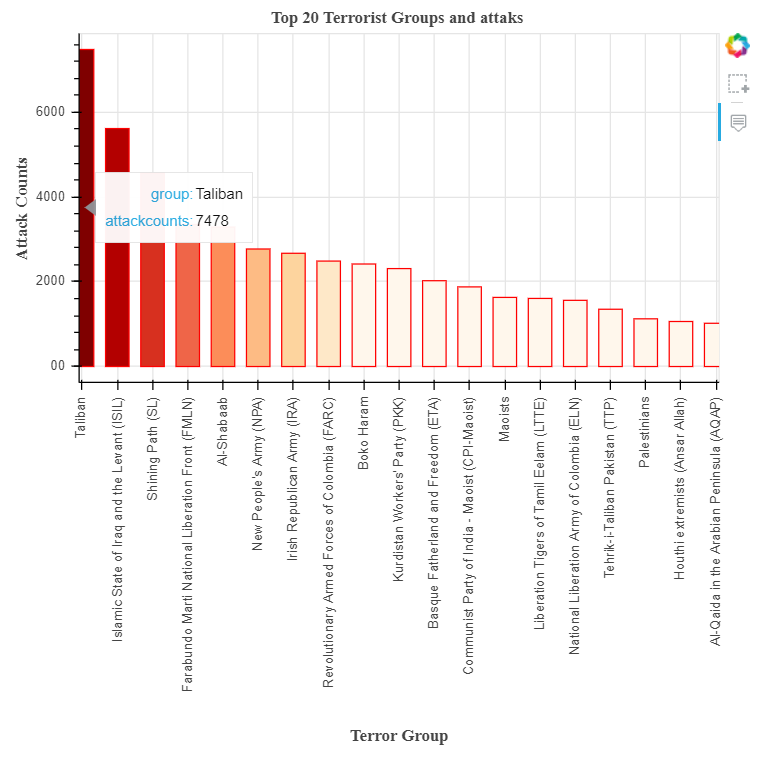 Top 20 Terrorist Groups and attaks
Attack Counts
6000
4000
2000
00
group: Taliban
attackcounts: 7478
Taliban
Islamic State of Iraq and the Levant (ISIL)
Shining Path (SL)
Farabundo Marti National Liberation Front (FMLN)
Al-Shabaab
New People's Army (NPA)
Irish Republican Army (IRA)
Revolutionary Armed Forces of Colombia (FARC)
Boko Haram
Kurdistan Workers' Party (PKK)
Basque Fatherland and Freedom (ETA)
Communist Party of India - Maoist (CPI-Maoist)
Maoists
Liberation Tigers of Tamil Eelam (LTTE)
National Liberation Army of Colombia (ELN)
Tehrik-i-Taliban Pakistan (TTP)
Palestinians
Houthi extremists (Ansar Allah)
Al-Qaida in the Arabian Peninsula (AQAP)
Terror Group